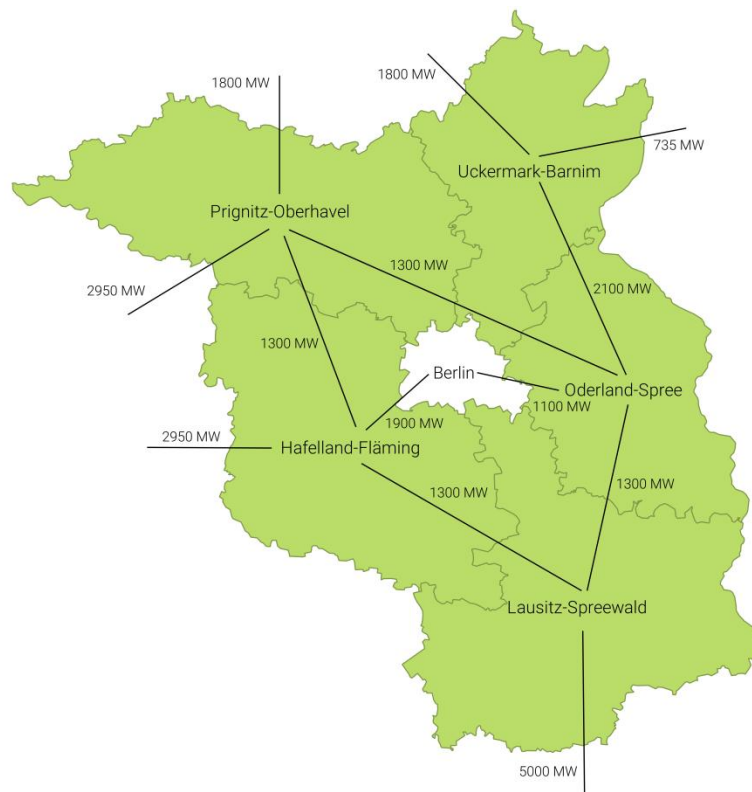 1800 MW
1800 MW
735 MW
Uckermark-Barnim
Prignitz-Oberhavel
1300 MW
2950 MW
2100 MW
1300 MW
Berlin
Oderland-Spree
1100 MW
1900 MW
2950 MW
Hafelland-Fläming
1300 MW
1300 MW
Lausitz-Spreewald
5000 MW